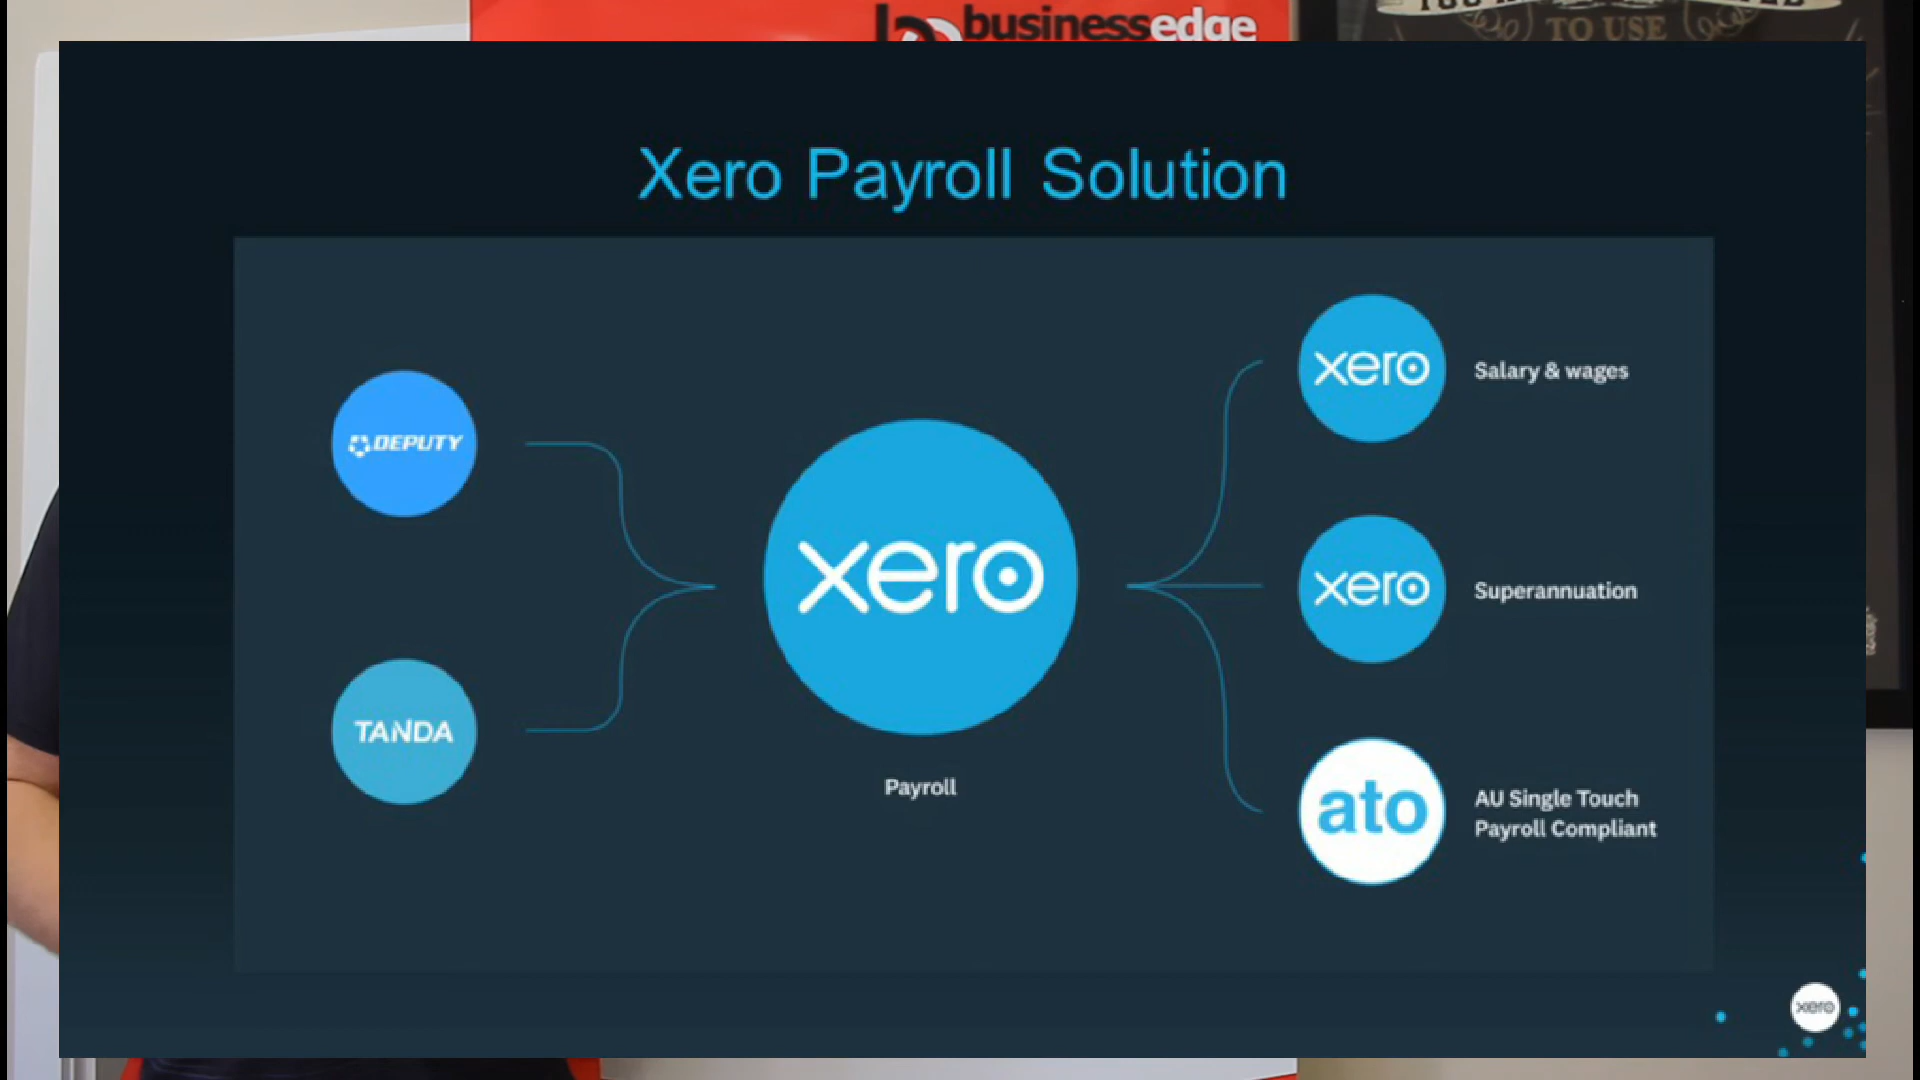 businessedge
TO USE
Xero Payroll Solution
DEPUTY
TANDA
xero
Payroll
xero
Salary & wages
xero
Superannuation
ato
AU Single Touch
Payroll Compliant
xero